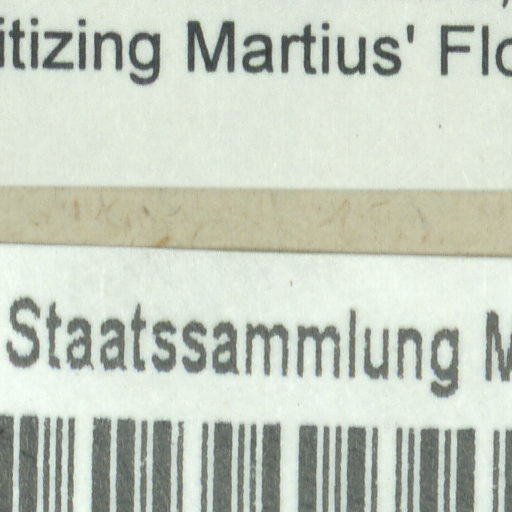 itizing Martius' Flo
Staatssammlung M